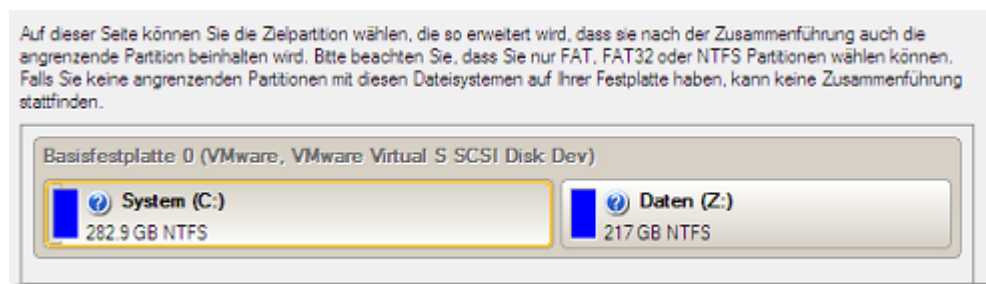 Auf dieser Seite können Sie die Zielpartition wählen, die so erweitert wird, dass sie nach der Zusammenführung auch die
angrenzende Partition beinhalten wird. Bitte beachten Sie, dass Sie nur FAT, FAT32 oder NTFS Partitionen wählen können.
Falls Sie keine angrenzenden Partitionen mit diesen Dateisystemen auf Ihrer Festplatte haben, kann keine Zusammenführung
stattfinden.
Basisfestplatte 0 (VMware, VMware Virtual S SCSI Disk Dev)
System (C:)
282.9 GB NTFS
Daten (Z:)
217 GB NTFS